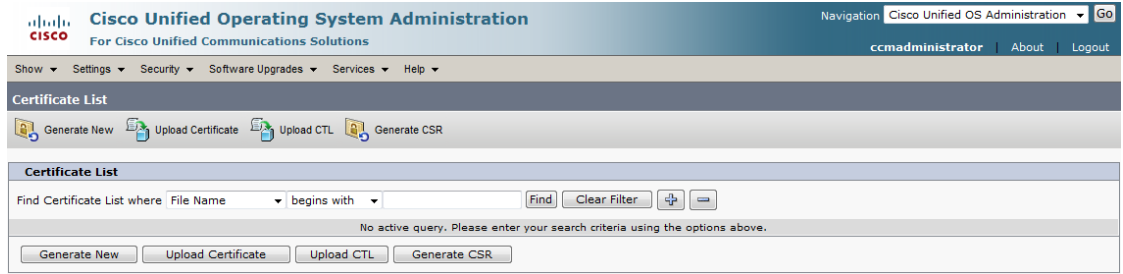 Cisco Unified Operating System Administration
Navigation Cisco Unified OS Administration Go
CISCO
For Cisco Unified Communications Solutions
ccmadministrator | About | Logout
Show Settings Security Software Upgrades Services Help
Certificate List
Generate New Upload Certificate Upload CTL Generate CSR
Certificate List
Find Certificate List where File Name begins with Find Clear Filter
No active query. Please enter your search criteria using the options above.
Generate New Upload Certificate Upload CTL Generate CSR